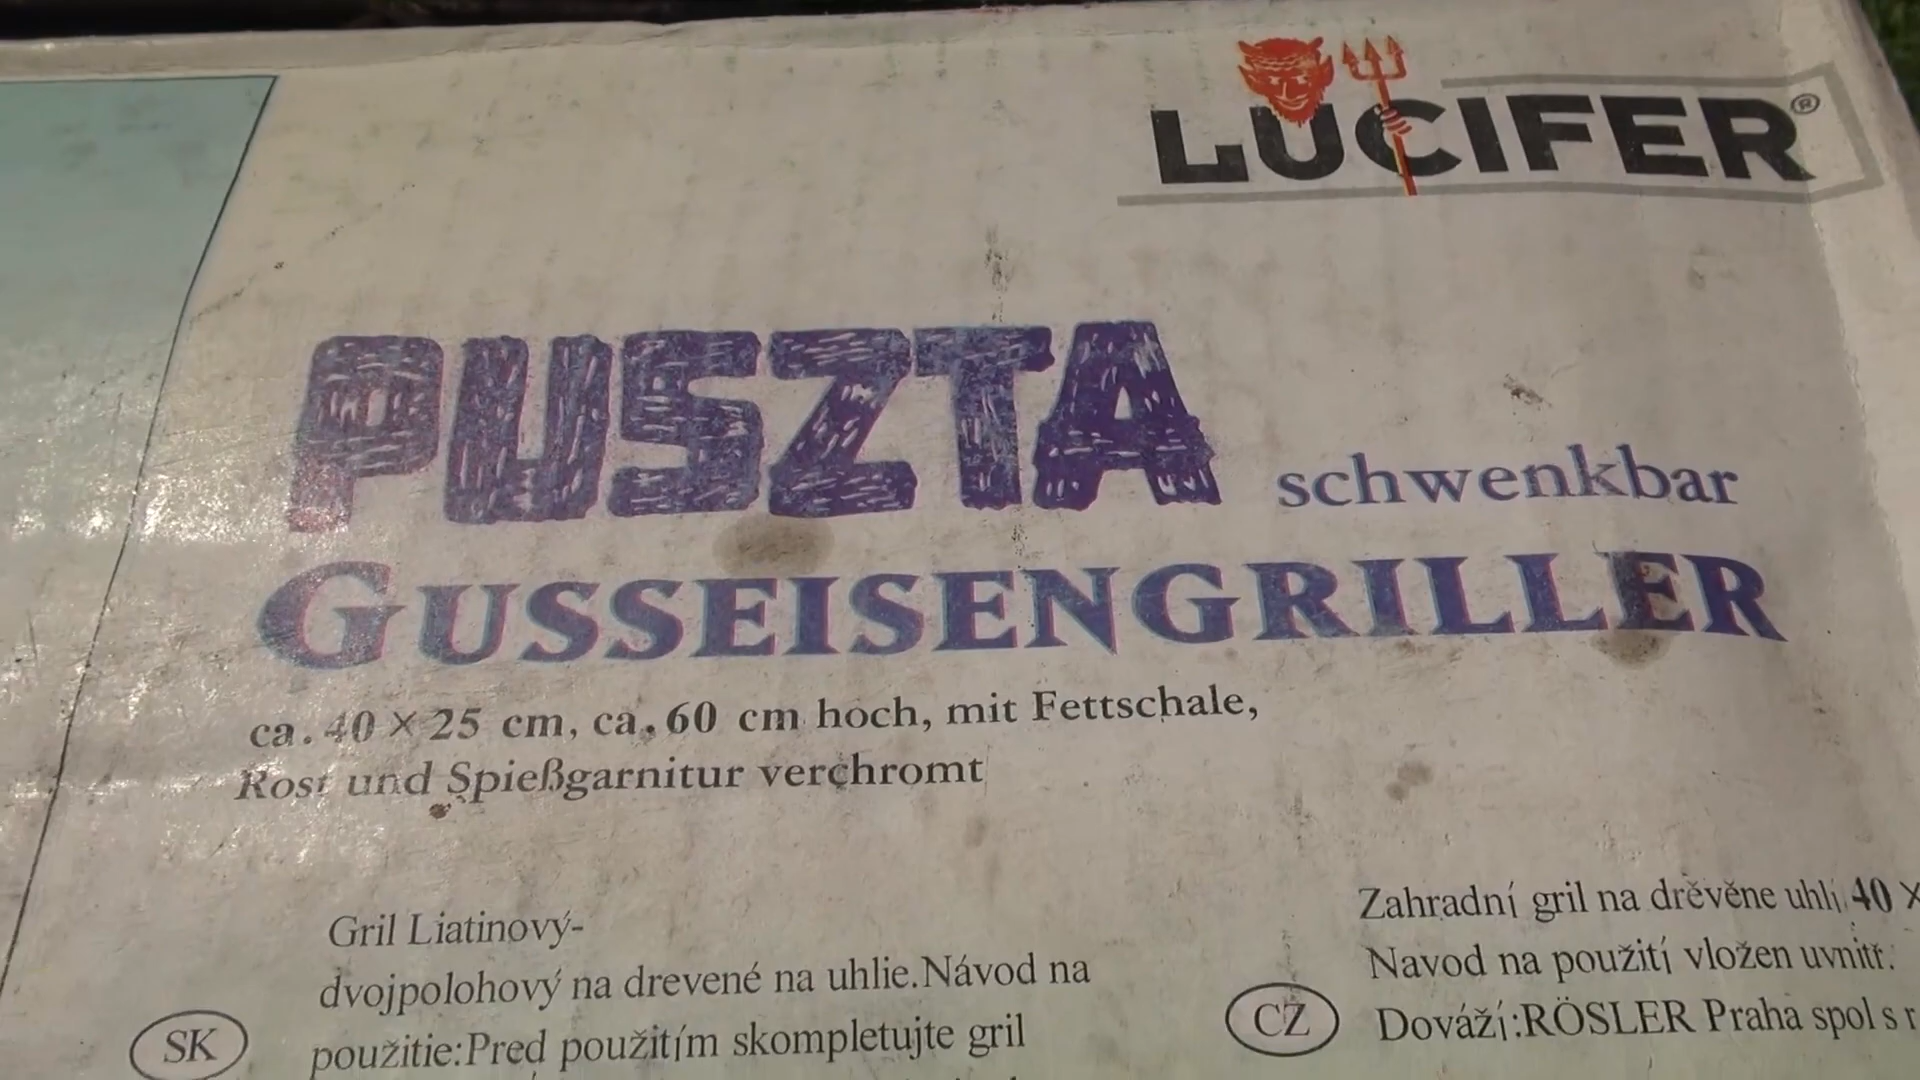 LUCIFER®
PUSZTA schwenkbar
GUSSEISENGRILLER
ca. 40 × 25 cm, ca. 60 cm hoch, mit Fettschale,
Rost und Spießgarnitur verchromt
Gril Liatinový-
dvojpolohový na drevené na uhlie.Návod na
SK použitie:Pred použitím skompletujte gril
Zahradní gril na drěvěne uhlí 40 ×
Navod na použití vložen uvnitř.
CZ Dováží:RÖSLER Praha spol s r